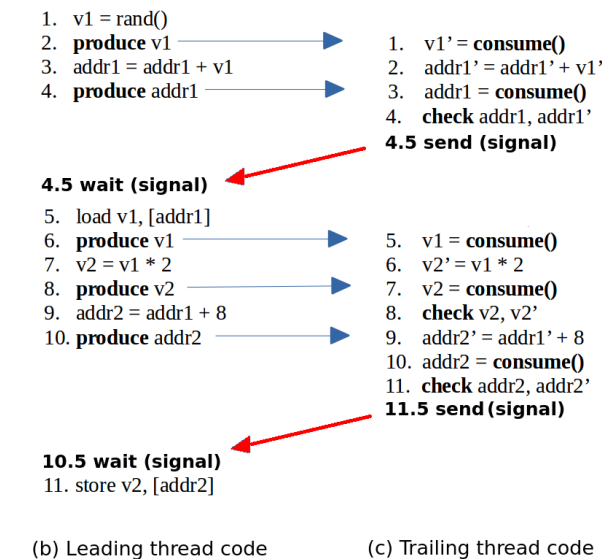 1. v1 = rand()
2. produce v1
3. addr1 = addr1 + v1
4. produce addr1
4.5 wait (signal)
5. load v1, [addr1]
6. produce v1
7. v2 = v1 * 2
8. produce v2
9. addr2 = addr1 + 8
10. produce addr2
10.5 wait (signal)
11. store v2, [addr2]
(b) Leading thread code
1. v1’ = consume()
2. addr1’ = addr1’ + v1’
3. addr1 = consume()
4. check addr1, addr1’
4.5 send (signal)
5. v1 = consume()
6. v2’ = v1 * 2
7. v2 = consume()
8. check v2, v2’
9. addr2’ = addr1’ + 8
10. addr2 = consume()
11. check addr2, addr2’
11.5 send (signal)
(c) Trailing thread code